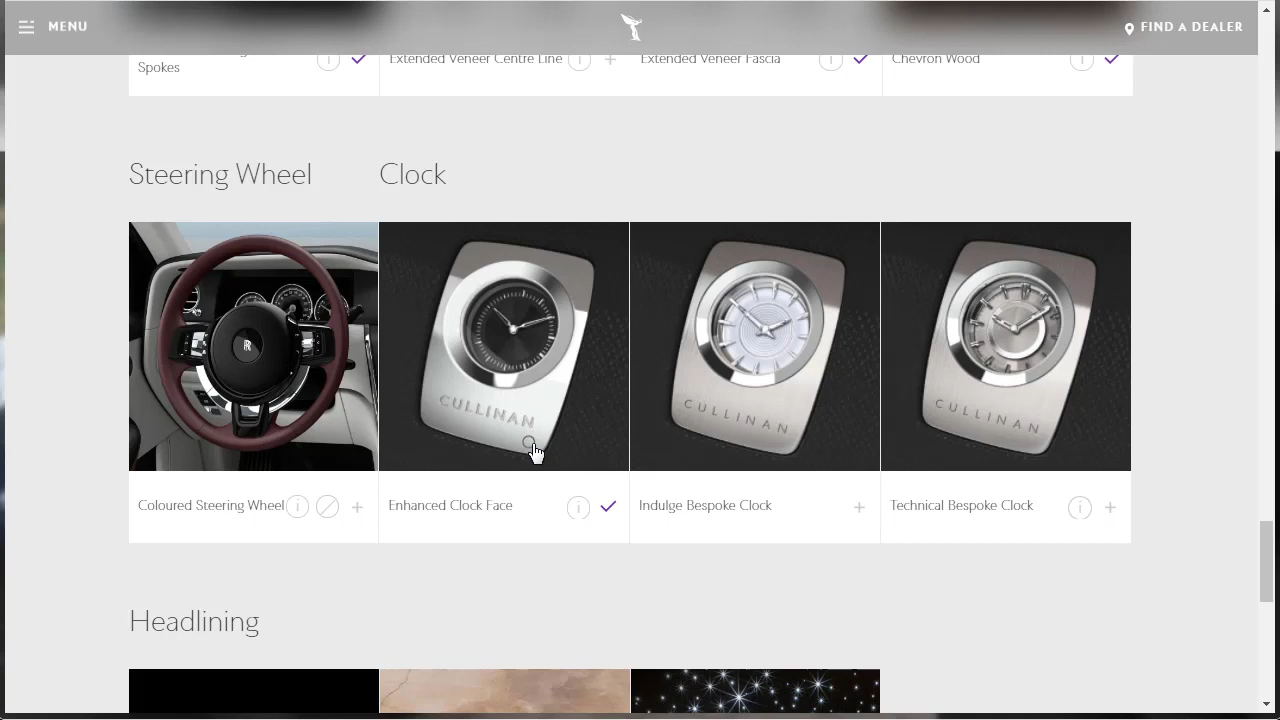 MENU
FIND A DEALER
Spokes
Extended Veneer Centre Line
Extended Veneer Fascia
Chevron Wood
Steering Wheel
Clock
CULLINAN
CULLINAN
CULLINAN
Coloured Steering Wheel
Enhanced Clock Face
Indulge Bespoke Clock
Technical Bespoke Clock
Headlining